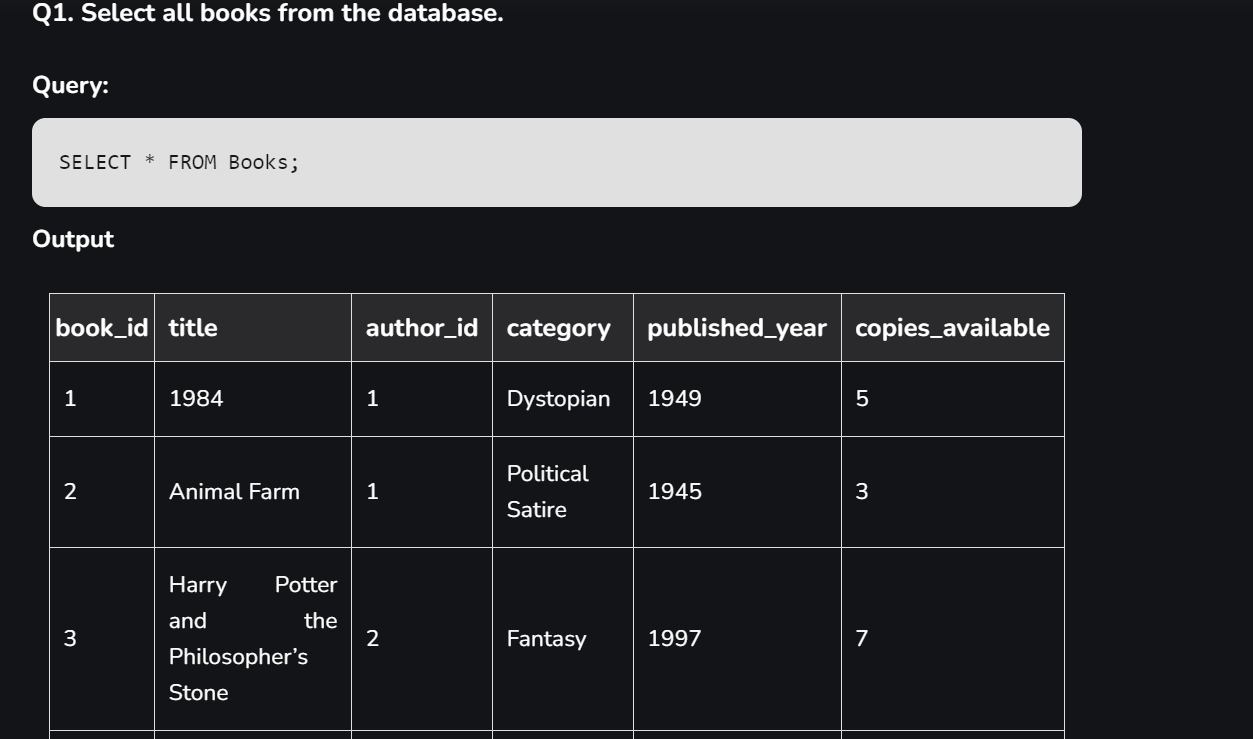 Q1. Select all books from the database.
Query:
SELECT * FROM Books;
Output
book_id title author_id category published_year copies_available
1 1984 1 Dystopian 1949 5
2 Animal Farm 1 Political Satire 1945 3
3 Harry Potter and the Philosopher’s Stone 2 Fantasy 1997 7